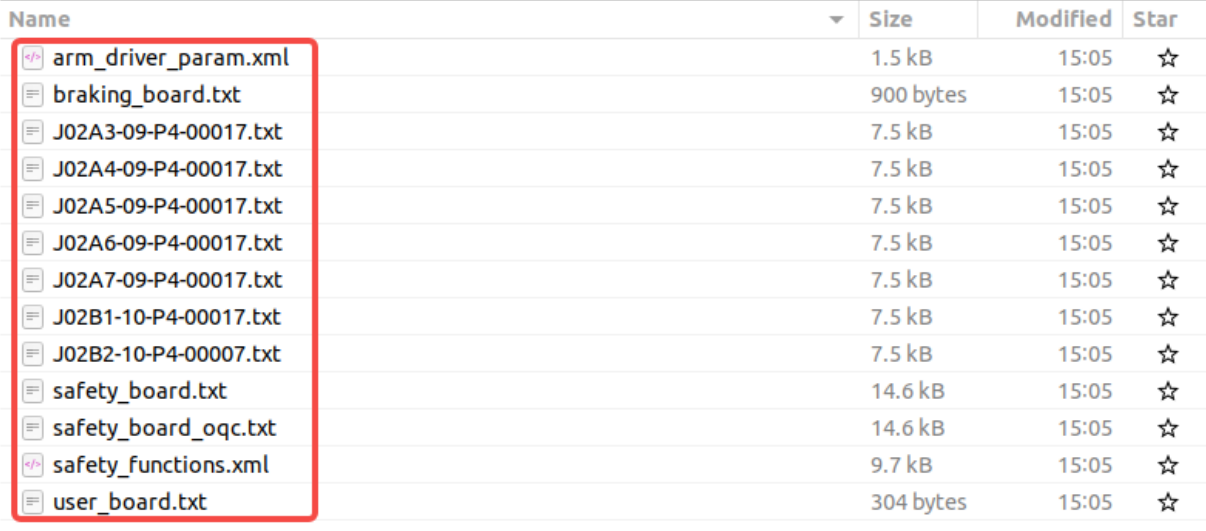 Name Size Modified Star
arm_driver_param.xml 1.5 kB 15:05
braking_board.txt 900 bytes 15:05
J02A3-09-P4-00017.txt 7.5 kB 15:05
J02A4-09-P4-00017.txt 7.5 kB 15:05
J02A5-09-P4-00017.txt 7.5 kB 15:05
J02A6-09-P4-00017.txt 7.5 kB 15:05
J02A7-09-P4-00017.txt 7.5 kB 15:05
J02B1-10-P4-00017.txt 7.5 kB 15:05
J02B2-10-P4-00007.txt 7.5 kB 15:05
safety_board.txt 14.6 kB 15:05
safety_board_oqc.txt 14.6 kB 15:05
safety_functions.xml 9.7 kB 15:05
user_board.txt 304 bytes 15:05